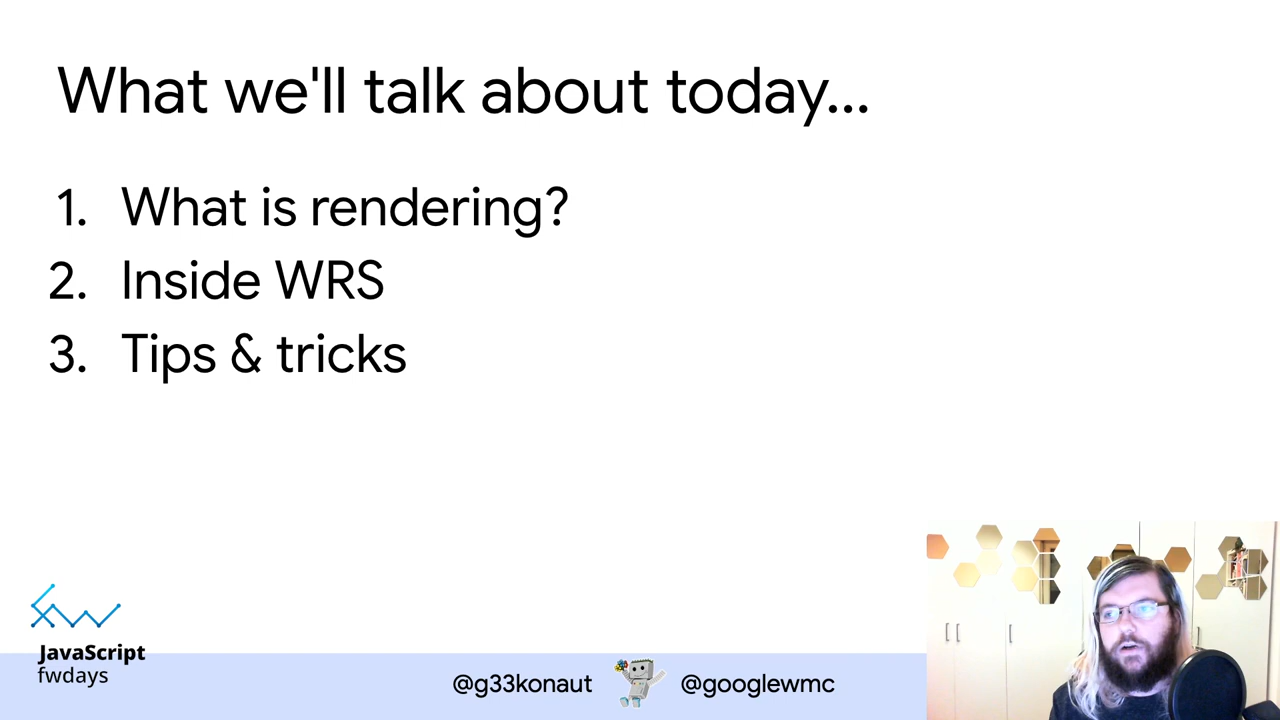 What we'll talk about today...
1. What is rendering?
2. Inside WRS
3. Tips & tricks
JavaScript
fwdays
@g33konaut
@googlewmc